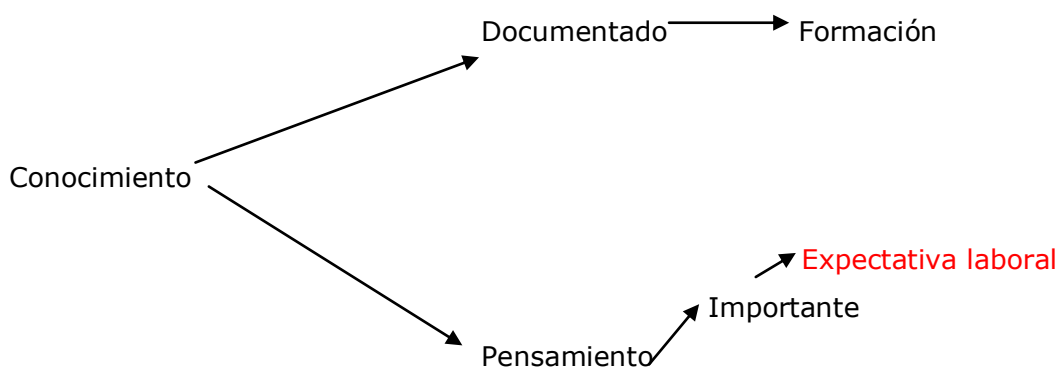 Documentado
Formación
Conocimiento
Expectativa laboral
Importante
Pensamiento